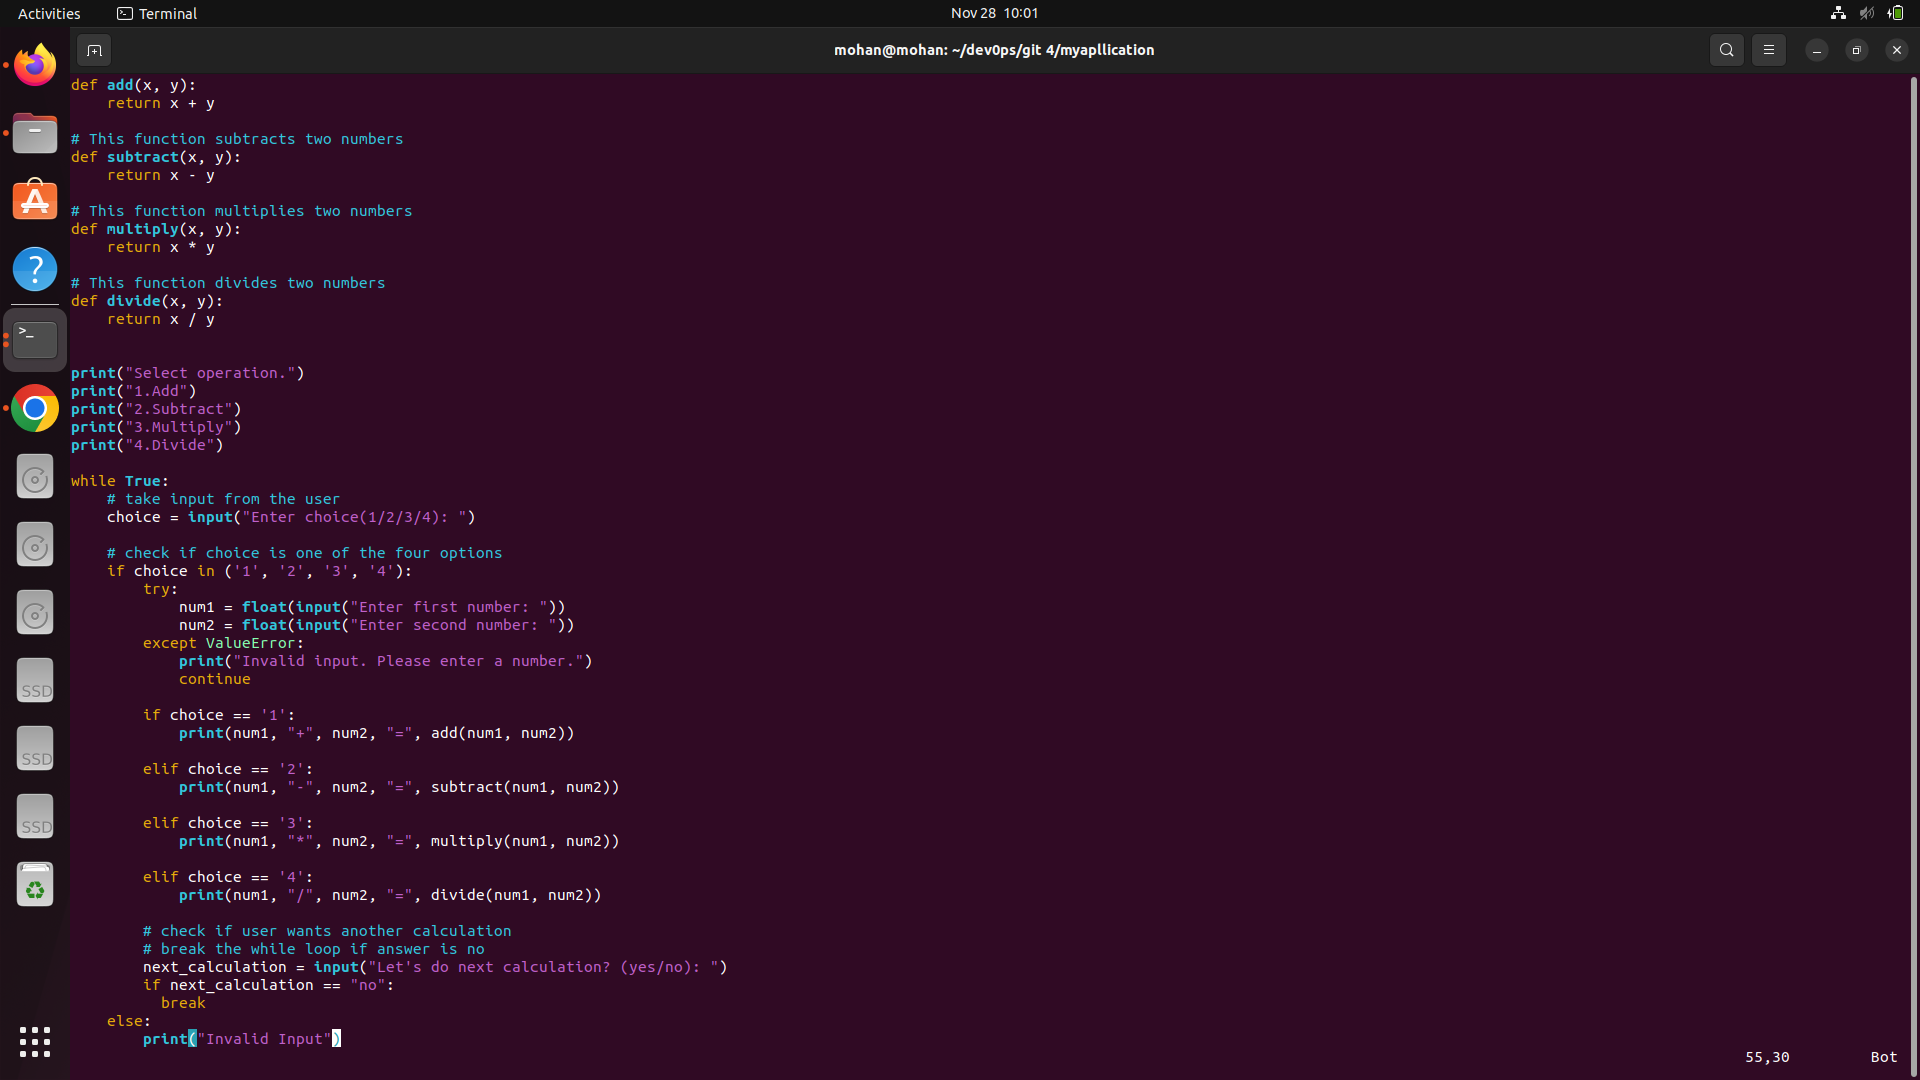 Activities
Terminal
Nov 28 10:01
mohan@mohan: ~/dev0ps/git 4/myapllication
def add(x, y):
    return x + y

# This function subtracts two numbers
def subtract(x, y):
    return x - y

# This function multiplies two numbers
def multiply(x, y):
    return x * y

# This function divides two numbers
def divide(x, y):
    return x / y


print("Select operation.")
print("1.Add")
print("2.Subtract")
print("3.Multiply")
print("4.Divide")

while True:
    # take input from the user
    choice = input("Enter choice(1/2/3/4): ")

    # check if choice is one of the four options
    if choice in ('1', '2', '3', '4'):
        try:
            num1 = float(input("Enter first number: "))
            num2 = float(input("Enter second number: "))
        except ValueError:
            print("Invalid input. Please enter a number.")
            continue

        if choice == '1':
            print(num1, "+", num2, "=", add(num1, num2))

        elif choice == '2':
            print(num1, "-", num2, "=", subtract(num1, num2))

        elif choice == '3':
            print(num1, "*", num2, "=", multiply(num1, num2))

        elif choice == '4':
            print(num1, "/", num2, "=", divide(num1, num2))

        # check if user wants another calculation
        # break the while loop if answer is no
        next_calculation = input("Let's do next calculation? (yes/no): ")
        if next_calculation == "no":
          break
    else:
        print("Invalid Input")
55,30
Bot
SSD
SSD
SSD